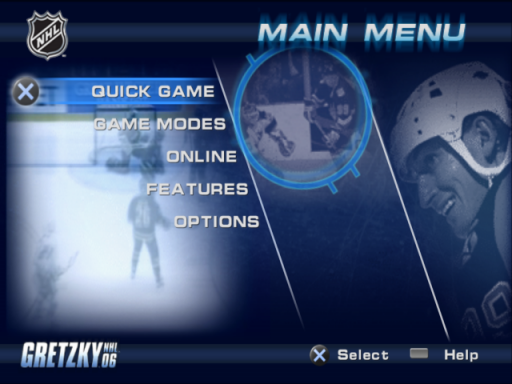 NHL
MAIN MENU
QUICK GAME
GAME MODES
ONLINE
FEATURES
OPTIONS
GRETZKY NHL 06
Select
Help